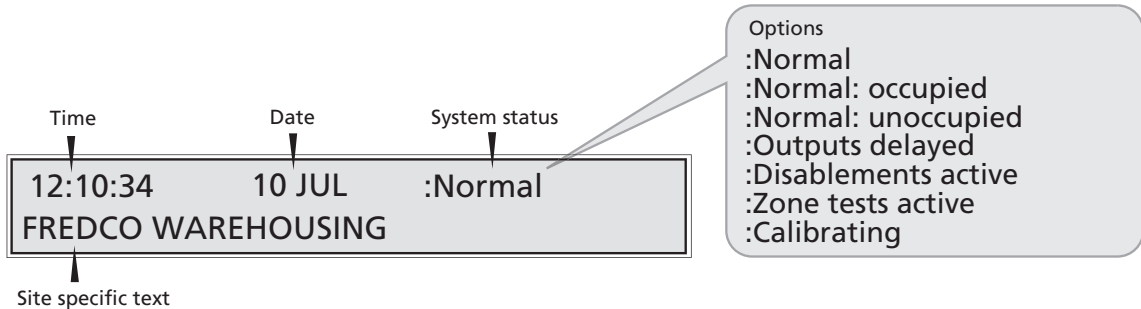 Options
:Normal
:Normal: occupied
:Normal: unoccupied
:Outputs delayed
:Disablements active
:Zone tests active
:Calibrating
Time Date System status
12:10:34 10 JUL :Normal
FREDCO WAREHOUSING
Site specific text